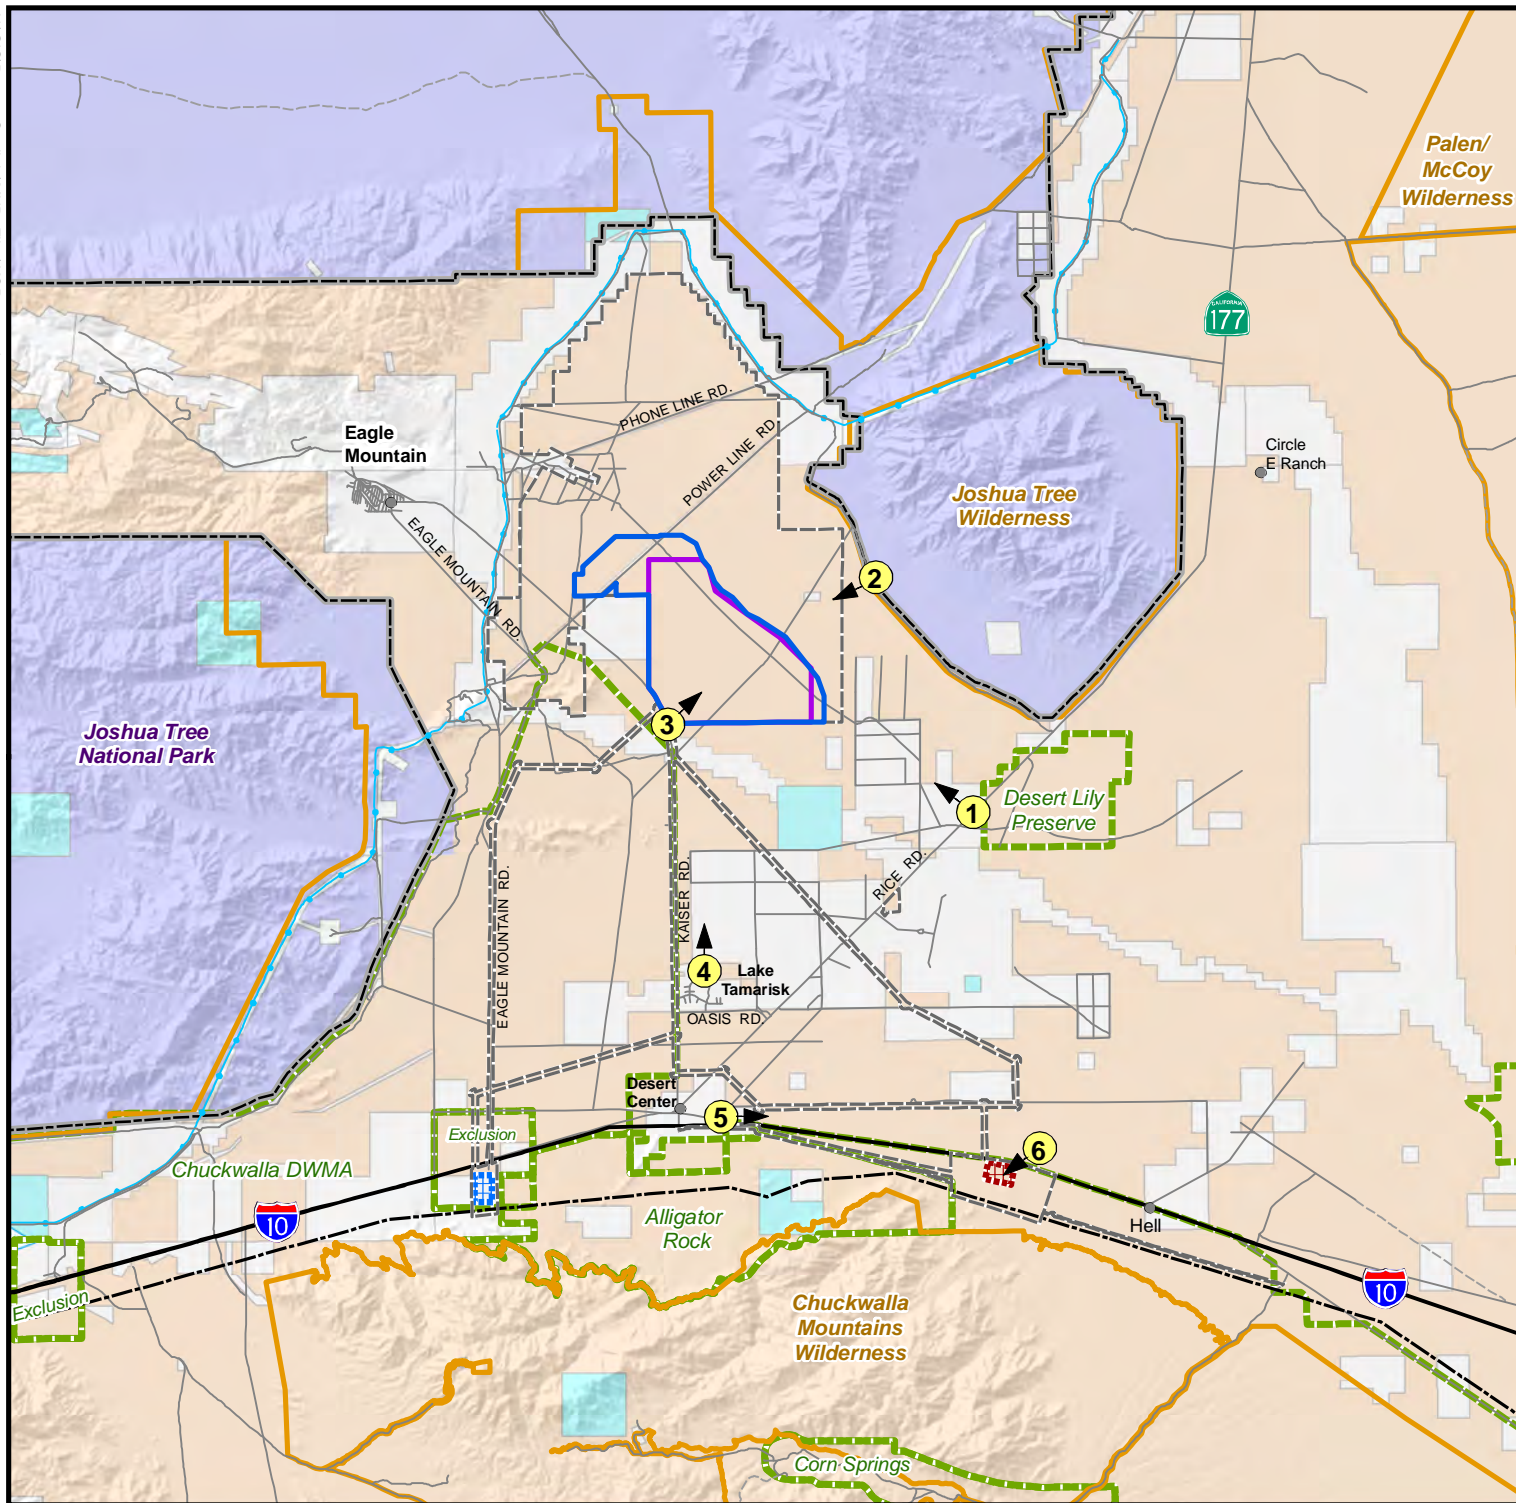 Palen/
McCoy
Wilderness
CALIFORNIA
177
PHONE LINE RD.
Eagle
Mountain
POWER LINE RD
Circle
E Ranch
Joshua Tree
Wilderness
EAGLE MOUNTAIN RD.
2
3
Joshua Tree
National Park
1
Desert Lily
Preserve
RICE RD.
EAGLE MOUNTAIN RD.
KAISER RD.
4
Lake
Tamarisk
OASIS RD.
Desert
Center
5
Exclusion
6
Chuckwalla DWMA
10
Alligator
Rock
Hell
10
Exclusion
Chuckwalla
Mountains
Wilderness
Corn Springs